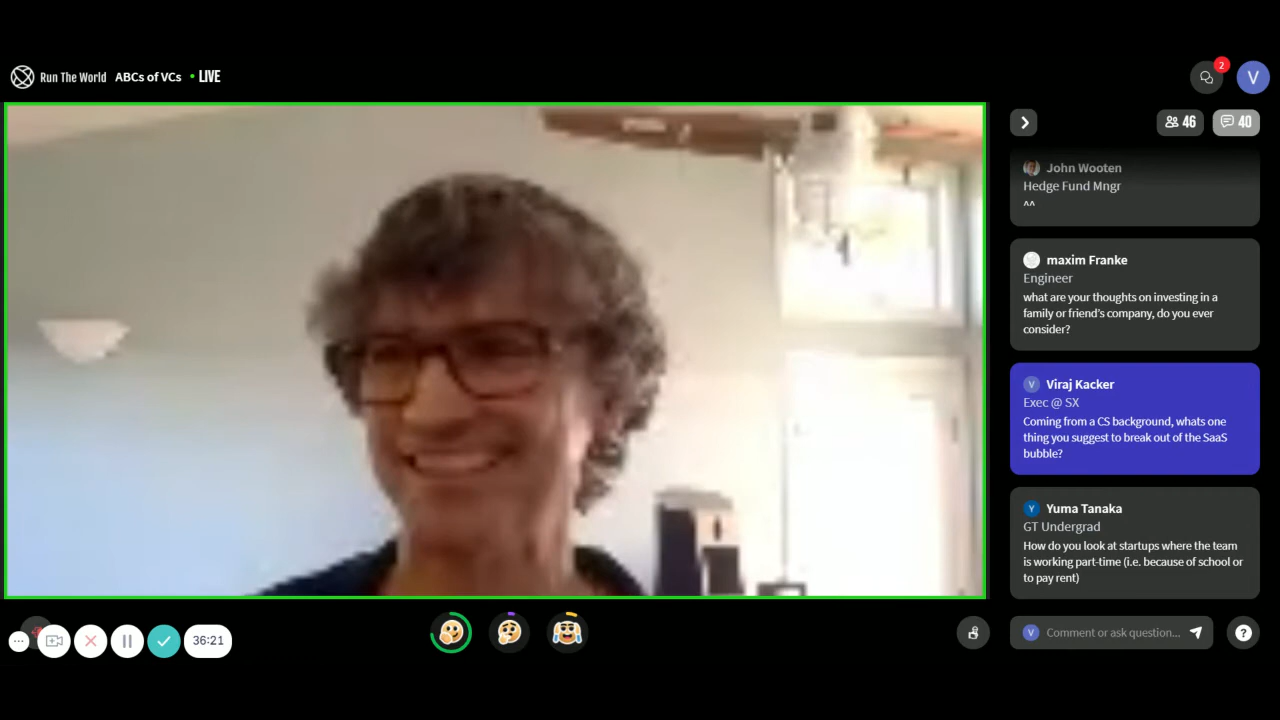 Run The World ABCs of VCs • LIVE
2
V
46
40
John Wooten
Hedge Fund Mngr
^^
maxim Franke
Engineer
what are your thoughts on investing in a
family or friend's company, do you ever
consider?
V Viraj Kacker
Exec @ SX
Coming from a CS background, whats one
thing you suggest to break out of the SaaS
bubble?
Y Yuma Tanaka
GT Undergrad
How do you look at startups where the team
is working part-time (i.e. because of school or
to pay rent)
36:21
V Comment or ask question...
?